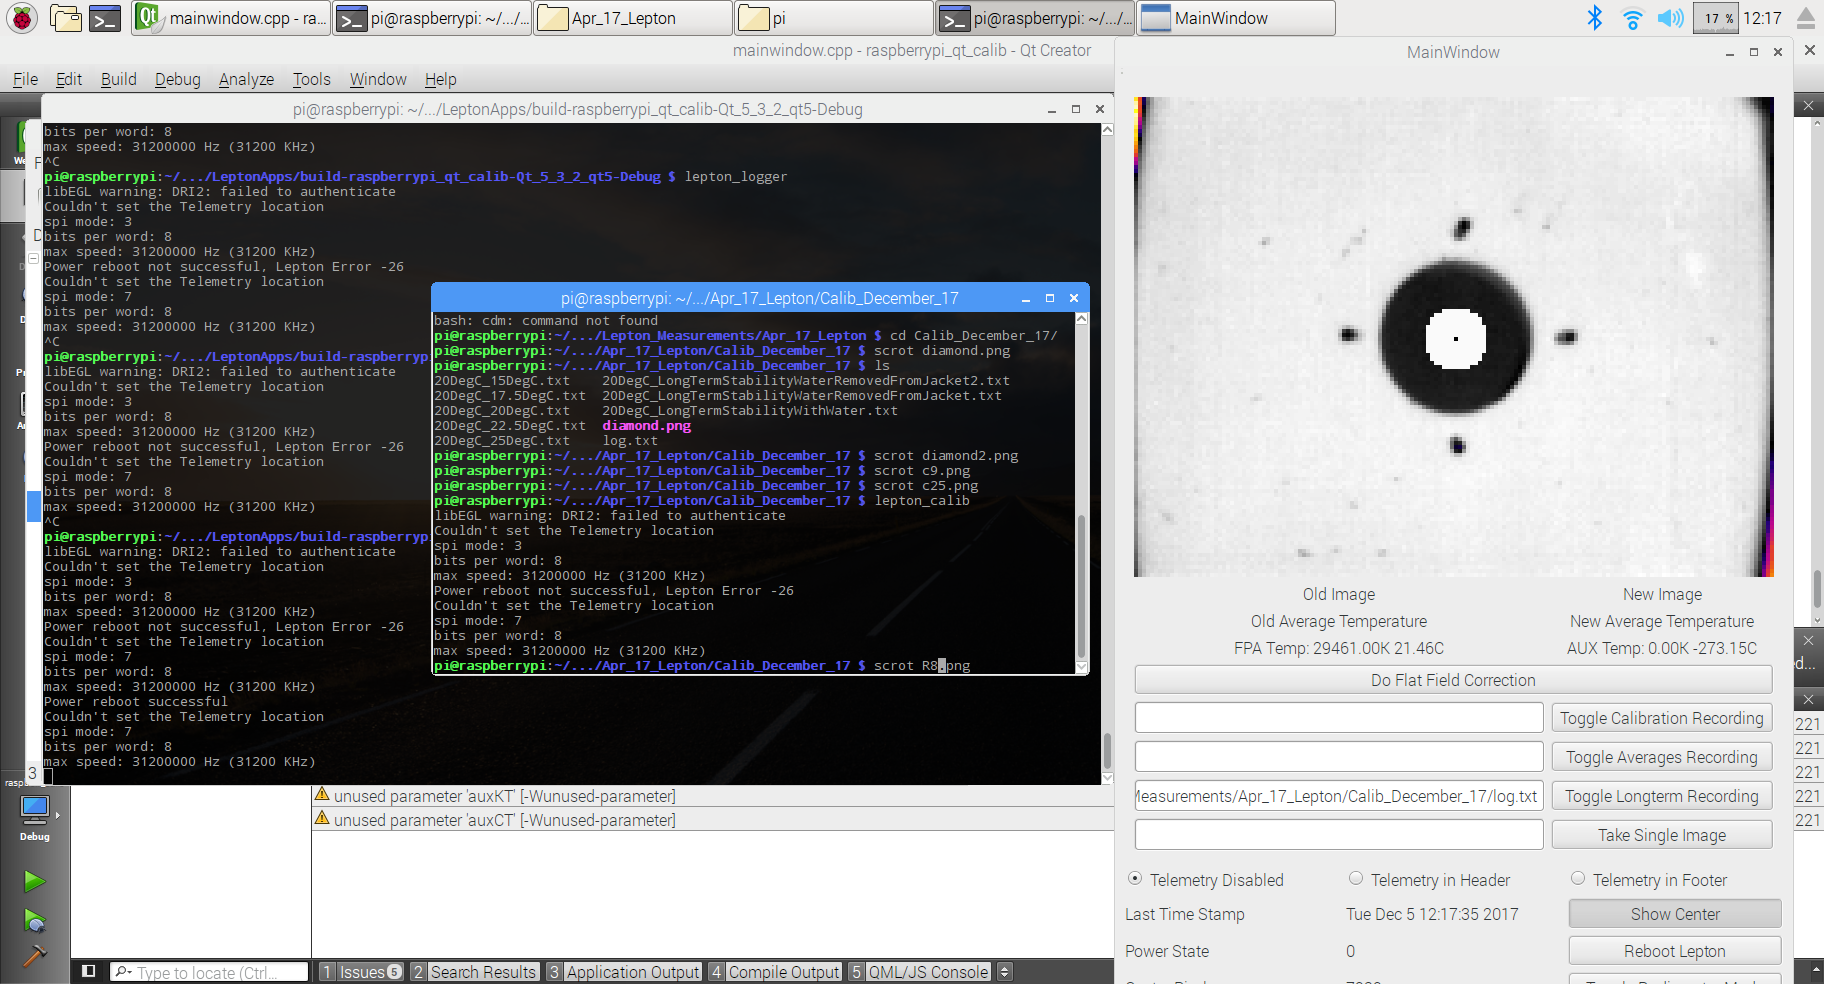 mainwindow.cpp - ra...
pi@raspberrypi: ~/.../...
Apr_17_Lepton
pi
pi@raspberrypi: ~/.../...
MainWindow
17 %
12:17
mainwindow.cpp - raspberrypi_qt_calib - Qt Creator
File Edit Build Debug Analyze Tools Window Help
pi@raspberrypi: ~/.../LeptonApps/build-raspberrypi_qt_calib-Qt_5_3_2_qt5-Debug
bits per word: 8
max speed: 31200000 Hz (31200 KHz)
^C
pi@raspberrypi:~/.../LeptonApps/build-raspberrypi_qt_calib-Qt_5_3_2_qt5-Debug $ lepton_logger
libEGL warning: DRI2: failed to authenticate
Couldn't set the Telemetry location
spi mode: 3
bits per word: 8
max speed: 31200000 Hz (31200 KHz)
Power reboot not successful, Lepton Error -26
Couldn't set the Telemetry location
spi mode: 7
bits per word: 8
max speed: 31200000 Hz (31200 KHz)
^C
pi@raspberrypi:~/.../LeptonApps/build-raspberrypi
libEGL warning: DRI2: failed to authenticate
Couldn't set the Telemetry location
spi mode: 3
bits per word: 8
max speed: 31200000 Hz (31200 KHz)
Power reboot not successful, Lepton Error -26
Couldn't set the Telemetry location
spi mode: 7
bits per word: 8
max speed: 31200000 Hz (31200 KHz)
^C
pi@raspberrypi:~/.../LeptonApps/build-raspberryp
libEGL warning: DRI2: failed to authenticate
Couldn't set the Telemetry location
spi mode: 3
bits per word: 8
max speed: 31200000 Hz (31200 KHz)
Power reboot not successful, Lepton Error -26
Couldn't set the Telemetry location
spi mode: 7
bits per word: 8
max speed: 31200000 Hz (31200 KHz)
Power reboot successful
Couldn't set the Telemetry location
spi mode: 7
bits per word: 8
max speed: 31200000 Hz (31200 KHz)
pi@raspberrypi: ~/.../Apr_17_Lepton/Calib_December_17
bash: cdm: command not found
pi@raspberrypi:~/.../Lepton_Measurements/Apr_17_Lepton $ cd Calib_December_17/
pi@raspberrypi:~/.../Apr_17_Lepton/Calib_December_17 $ scrot diamond.png
pi@raspberrypi:~/.../Apr_17_Lepton/Calib_December_17 $ ls
20DegC_15DegC.txt 20DegC_LongTermStabilityWaterRemovedFromJacket2.txt
20DegC_17.5DegC.txt 20DegC_LongTermStabilityWaterRemovedFromJacket.txt
20DegC_20DegC.txt 20DegC_LongTermStabilityWithWater.txt
20DegC_22.5DegC.txt diamond.png
20DegC_25DegC.txt log.txt
pi@raspberrypi:~/.../Apr_17_Lepton/Calib_December_17 $ scrot diamond2.png
pi@raspberrypi:~/.../Apr_17_Lepton/Calib_December_17 $ scrot c9.png
pi@raspberrypi:~/.../Apr_17_Lepton/Calib_December_17 $ scrot c25.png
pi@raspberrypi:~/.../Apr_17_Lepton/Calib_December_17 $ lepton_calib
libEGL warning: DRI2: failed to authenticate
Couldn't set the Telemetry location
spi mode: 3
bits per word: 8
max speed: 31200000 Hz (31200 KHz)
Power reboot not successful, Lepton Error -26
Couldn't set the Telemetry location
spi mode: 7
bits per word: 8
max speed: 31200000 Hz (31200 KHz)
pi@raspberrypi:~/.../Apr_17_Lepton/Calib_December_17 $ scrot R8.png
3
Debug
unused parameter 'auxKT' [-Wunused-parameter]
unused parameter 'auxCT' [-Wunused-parameter]
Type to locate (Ctrl...
1 Issues 5
2 Search Results
3 Application Output
4 Compile Output
5 QML/JS Console
MainWindow
Old Image New Image
Old Average Temperature New Average Temperature
FPA Temp: 29461.00K 21.46C AUX Temp: 0.00K -273.15C
Do Flat Field Correction
Toggle Calibration Recording
Toggle Averages Recording
Measurements/Apr_17_Lepton/Calib_December_17/log.txt Toggle Longterm Recording
Take Single Image
Telemetry Disabled Telemetry in Header Telemetry in Footer
Last Time Stamp Tue Dec 5 12:17:35 2017 Show Center
Power State 0 Reboot Lepton
221
221
221
221
221